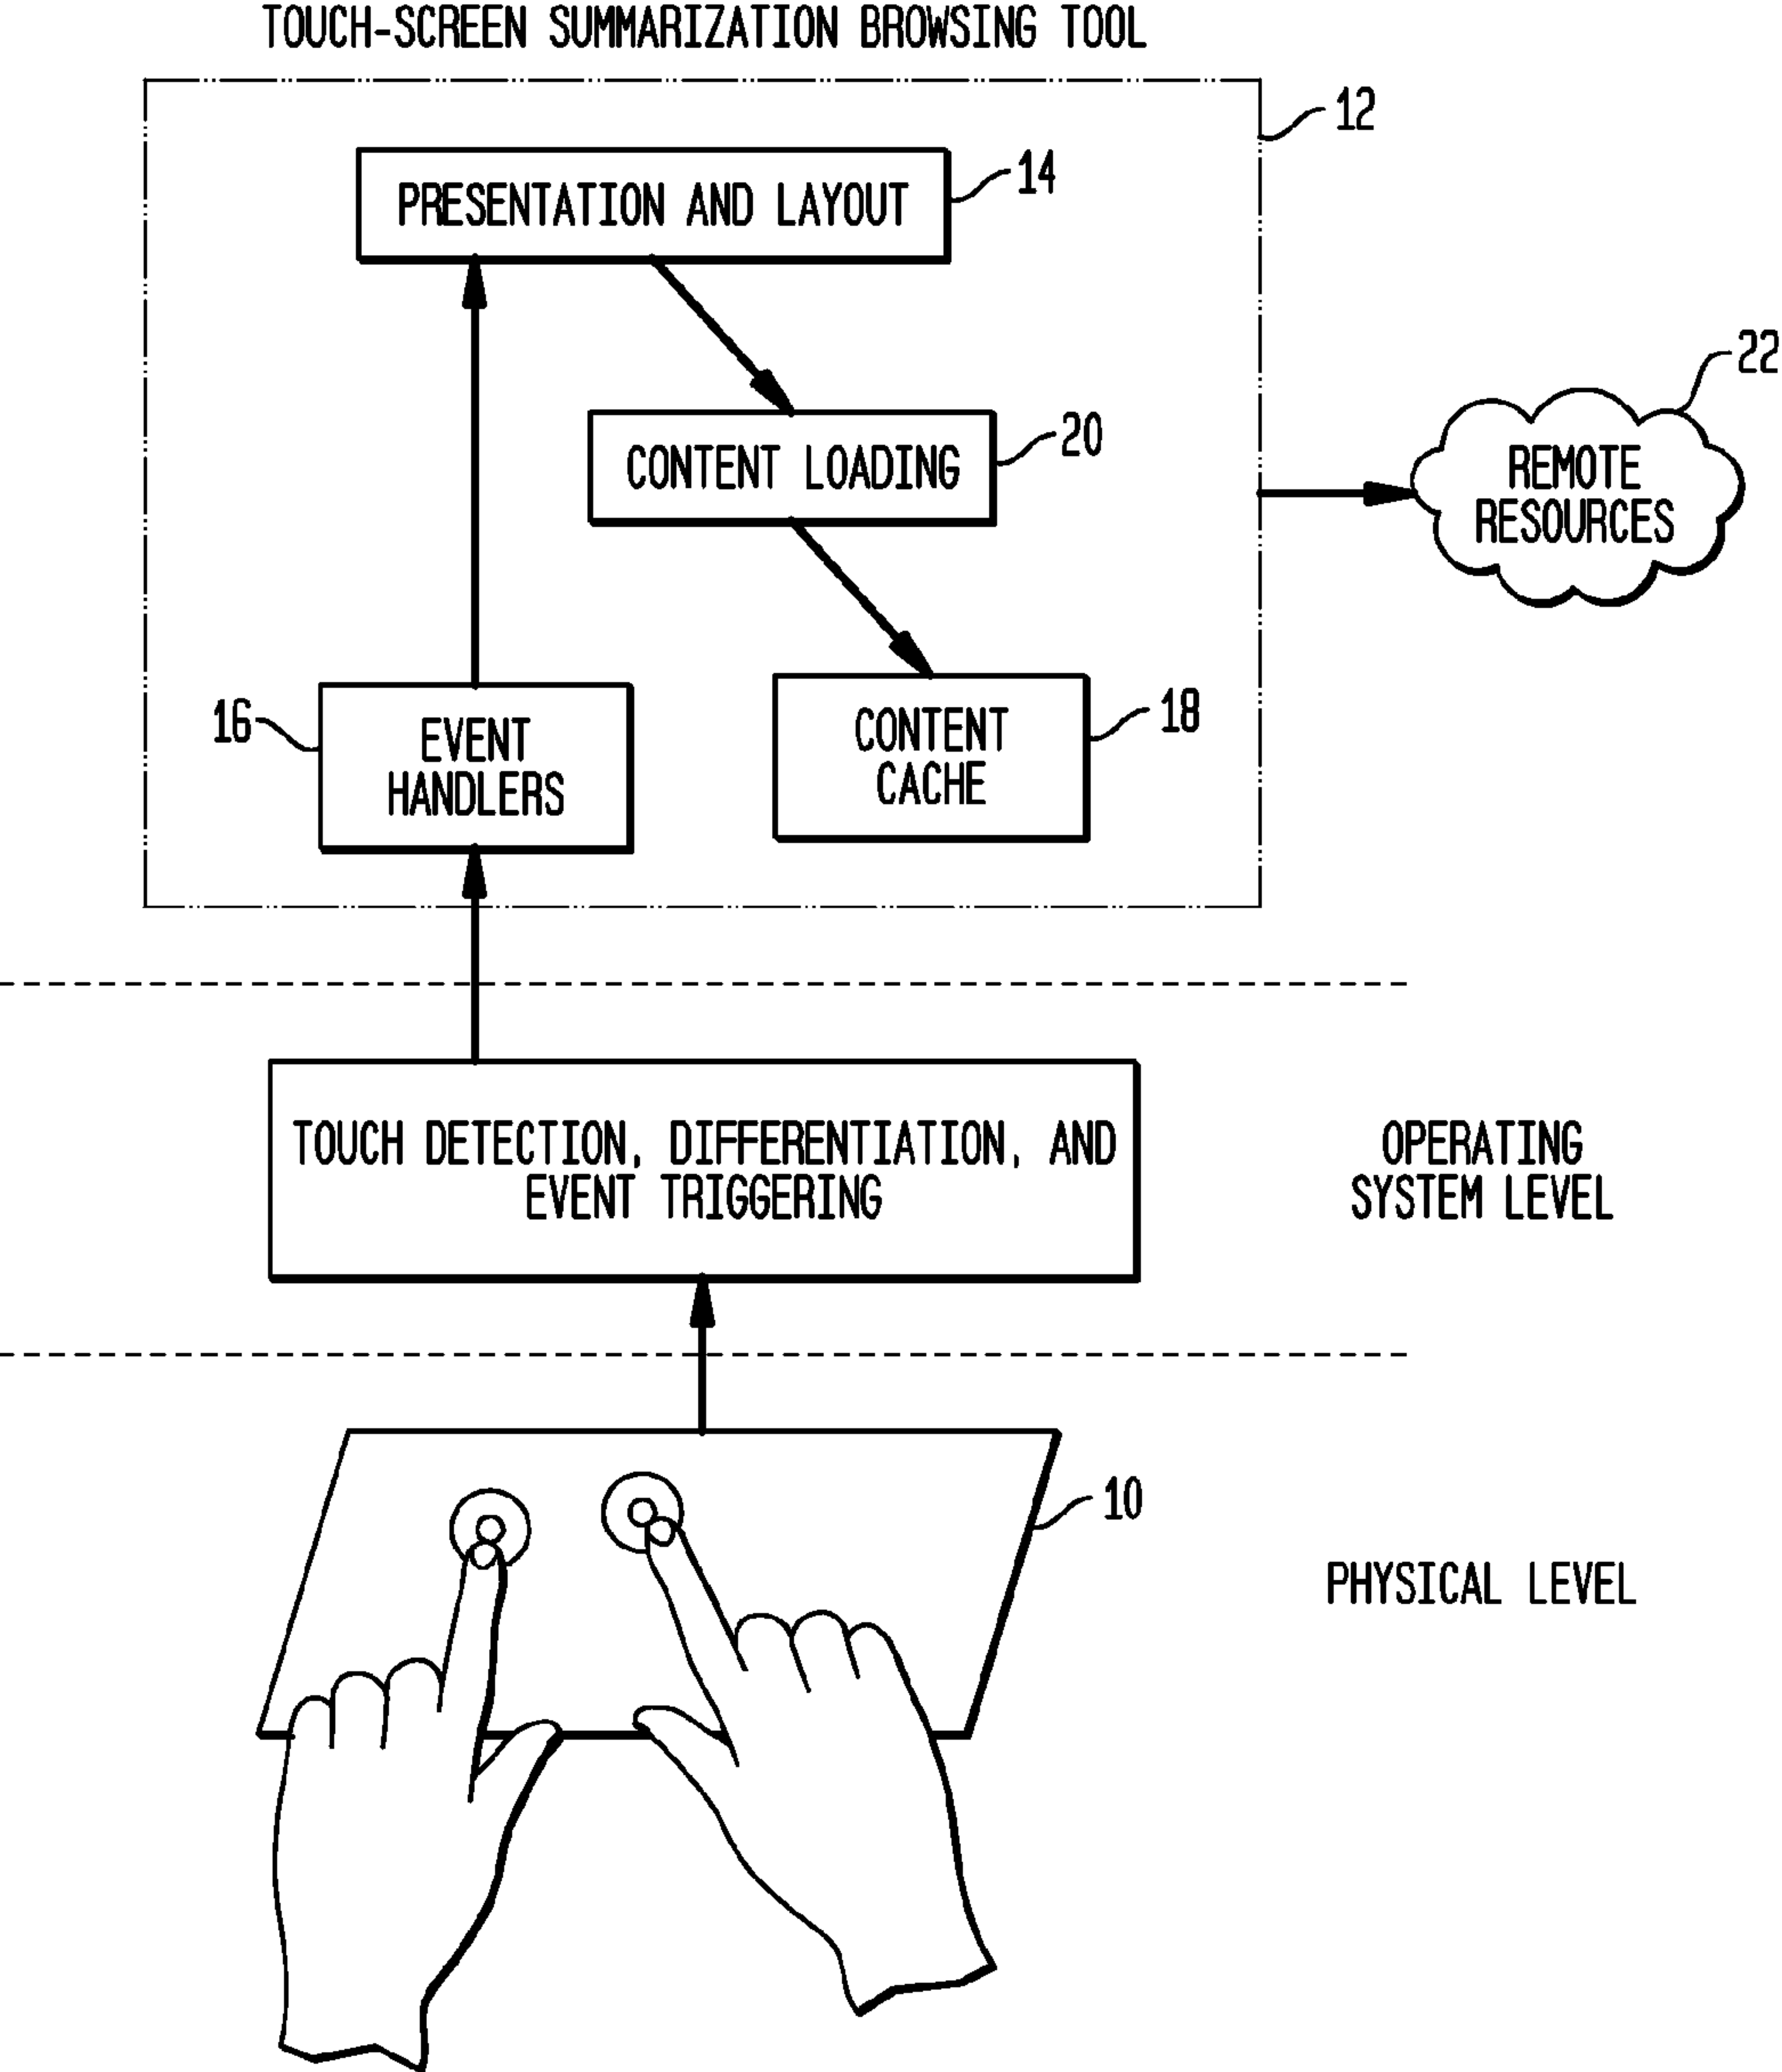 TOUCH-SCREEN SUMMARIZATION BROWSING TOOL
12
PRESENTATION AND LAYOUT
14
22
CONTENT LOADING
20
REMOTE
RESOURCES
16
EVENT
HANDLERS
CONTENT
CACHE
18
TOUCH DETECTION, DIFFERENTIATION, AND
EVENT TRIGGERING
OPERATING
SYSTEM LEVEL
10
PHYSICAL LEVEL